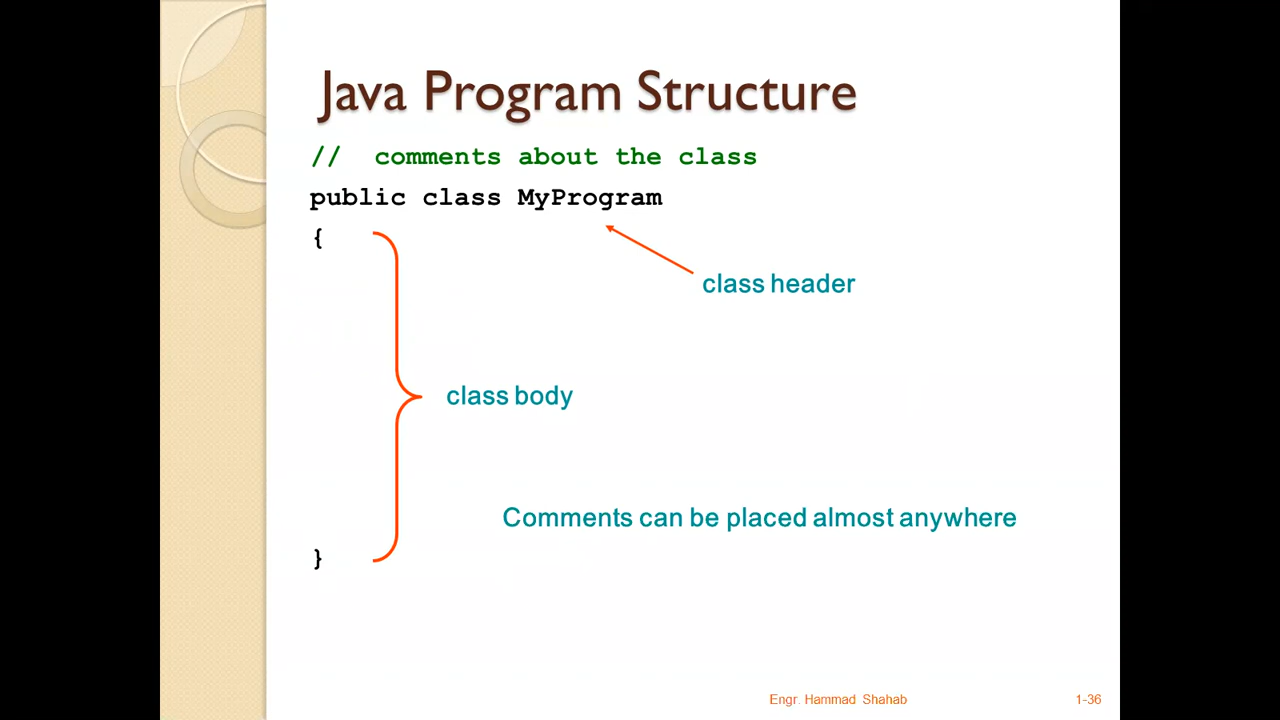 Java Program Structure
// comments about the class
public class MyProgram
{
class header
class body
Comments can be placed almost anywhere
}
Engr. Hammad Shahab
1-36